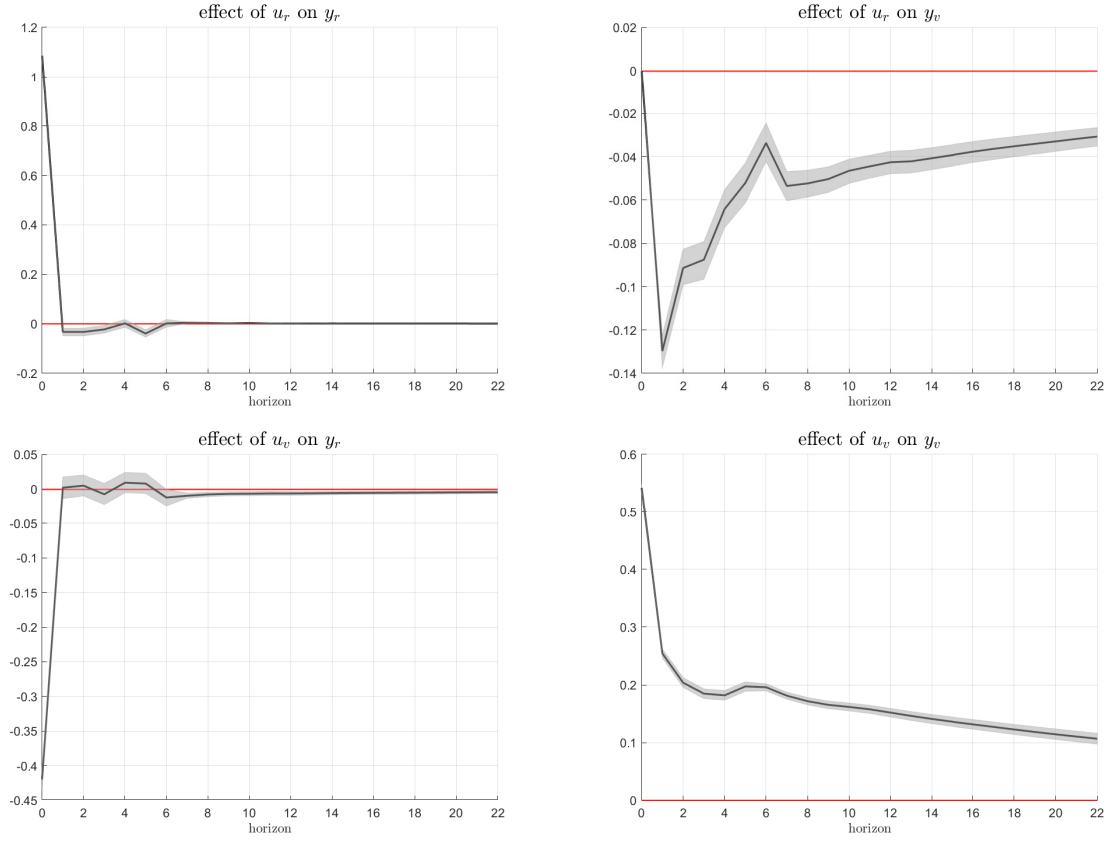 effect of u_r on y_r
1.2
1
0.8
0.6
0.4
0.2
0
-0.2
0 2 4 6 8 10 12 14 16 18 20 22
horizon
effect of u_r on y_v
0.02
0
-0.02
-0.04
-0.06
-0.08
-0.1
-0.12
-0.14
0 2 4 6 8 10 12 14 16 18 20 22
horizon
effect of u_v on y_r
0.05
0
-0.05
-0.1
-0.15
-0.2
-0.25
-0.3
-0.35
-0.4
-0.45
0 2 4 6 8 10 12 14 16 18 20 22
horizon
effect of u_v on y_v
0.6
0.5
0.4
0.3
0.2
0.1
0
0 2 4 6 8 10 12 14 16 18 20 22
horizon